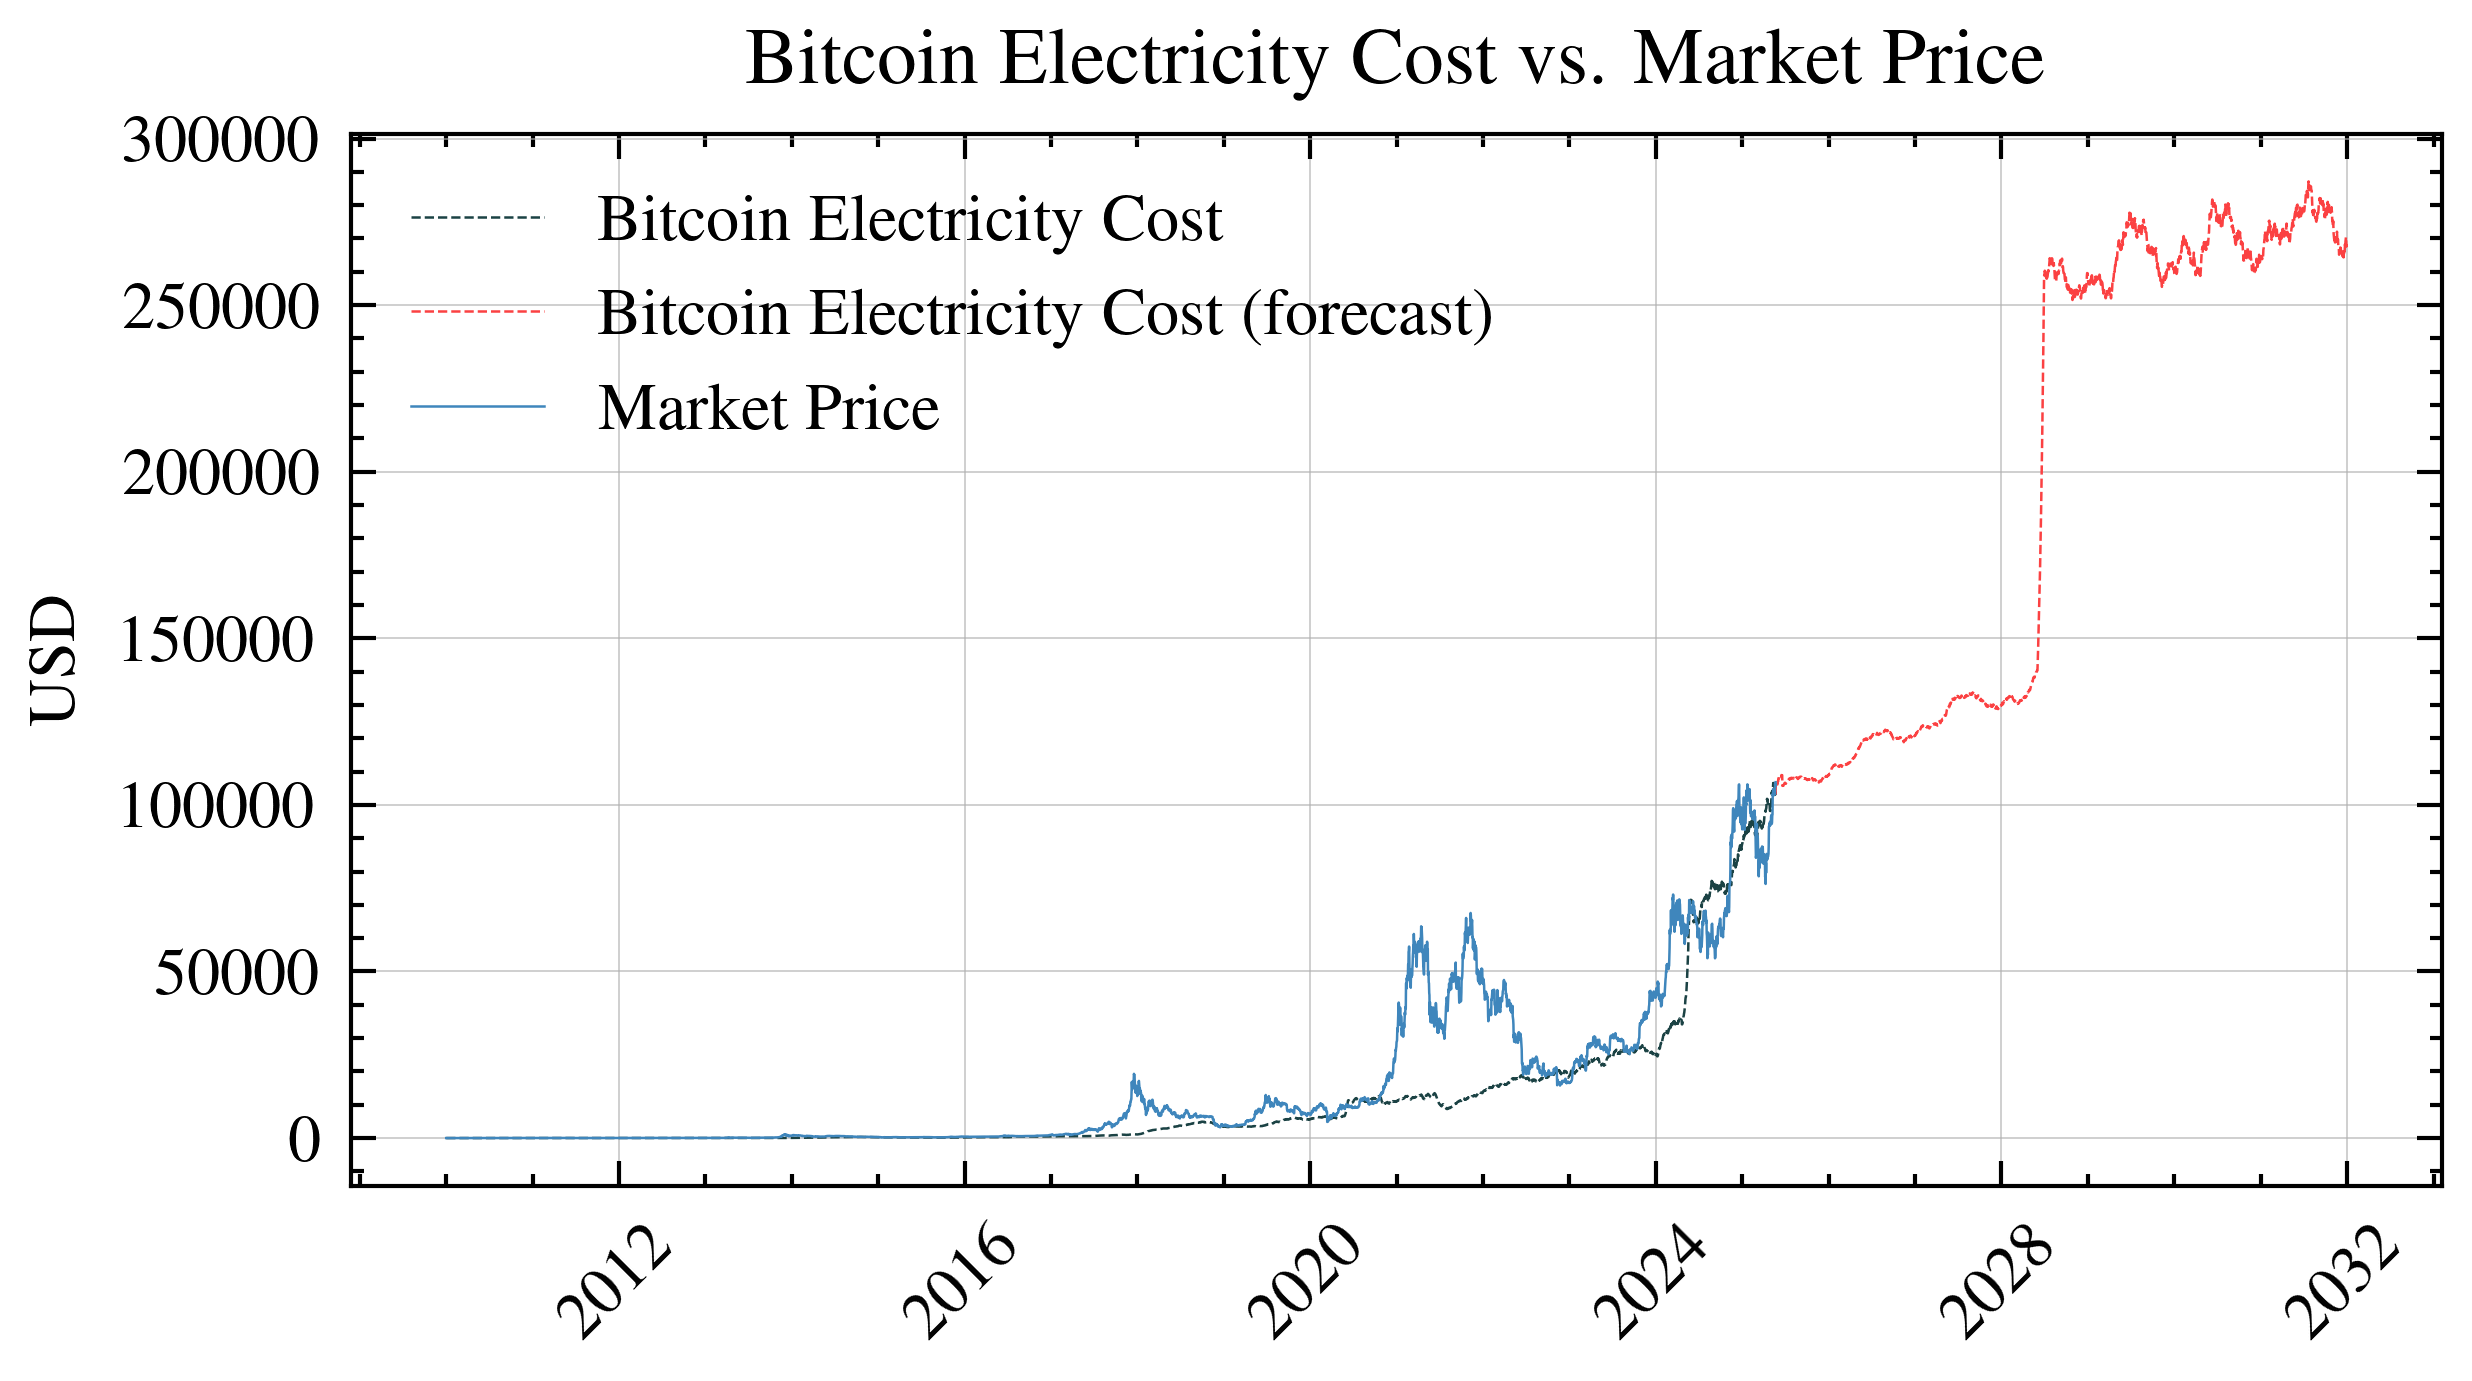 Bitcoin Electricity Cost vs. Market Price
300000
250000
200000
150000
100000
50000
0
USD
Bitcoin Electricity Cost
Bitcoin Electricity Cost (forecast)
Market Price
2012
2016
2020
2024
2028
2032